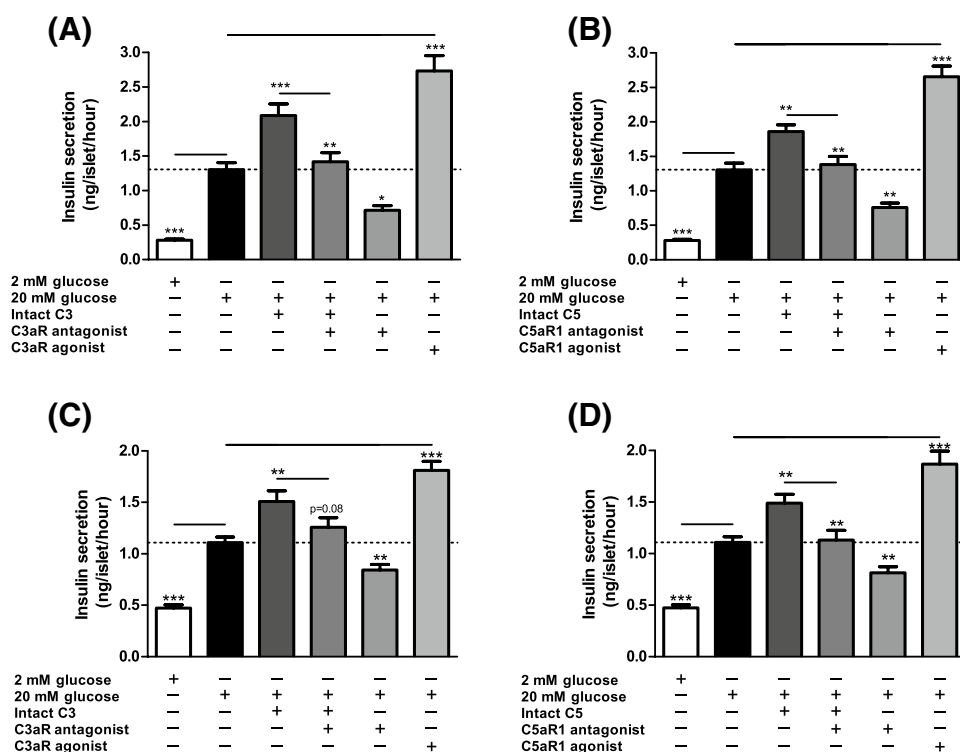 (A)
Insulin secretion
(ng/islet/hour)
3.0
2.5
2.0
1.5
1.0
0.5
0.0
***
***
**
*
***
2 mM glucose + – – – – –
20 mM glucose – + + + + +
Intact C3 – – + + – –
C3aR antagonist – – – + + –
C3aR agonist – – – – – +
(B)
Insulin secretion
(ng/islet/hour)
3.0
2.5
2.0
1.5
1.0
0.5
0.0
***
**
**
**
***
2 mM glucose + – – – – –
20 mM glucose – + + + + +
Intact C5 – – + + – –
C5aR1 antagonist – – – + + –
C5aR1 agonist – – – – – +
(C)
Insulin secretion
(ng/islet/hour)
2.0
1.5
1.0
0.5
0.0
***
**
p=0.08
**
***
2 mM glucose + – – – – –
20 mM glucose – + + + + +
Intact C3 – – + + – –
C3aR antagonist – – – + + –
C3aR agonist – – – – – +
(D)
Insulin secretion
(ng/islet/hour)
2.0
1.5
1.0
0.5
0.0
***
**
**
**
***
2 mM glucose + – – – – –
20 mM glucose – + + + + +
Intact C5 – – + + – –
C5aR1 antagonist – – – + + –
C5aR1 agonist – – – – – +